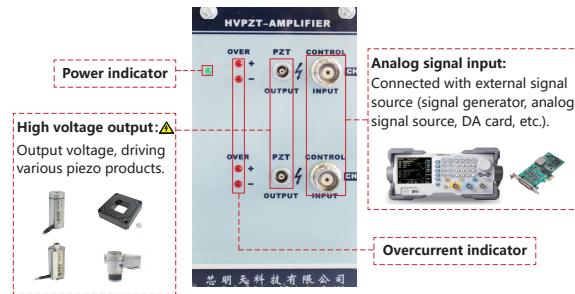 HVPZT-AMPLIFIER
OVER PZT CONTROL
+
−
CH
OUTPUT INPUT
OVER PZT CONTROL
+
−
CH
OUTPUT INPUT
芯明天科技有限公司
Power indicator
High voltage output:
Output voltage, driving
various piezo products.
Analog signal input:
Connected with external signal
source (signal generator, analog
signal source, DA card, etc.).
Overcurrent indicator